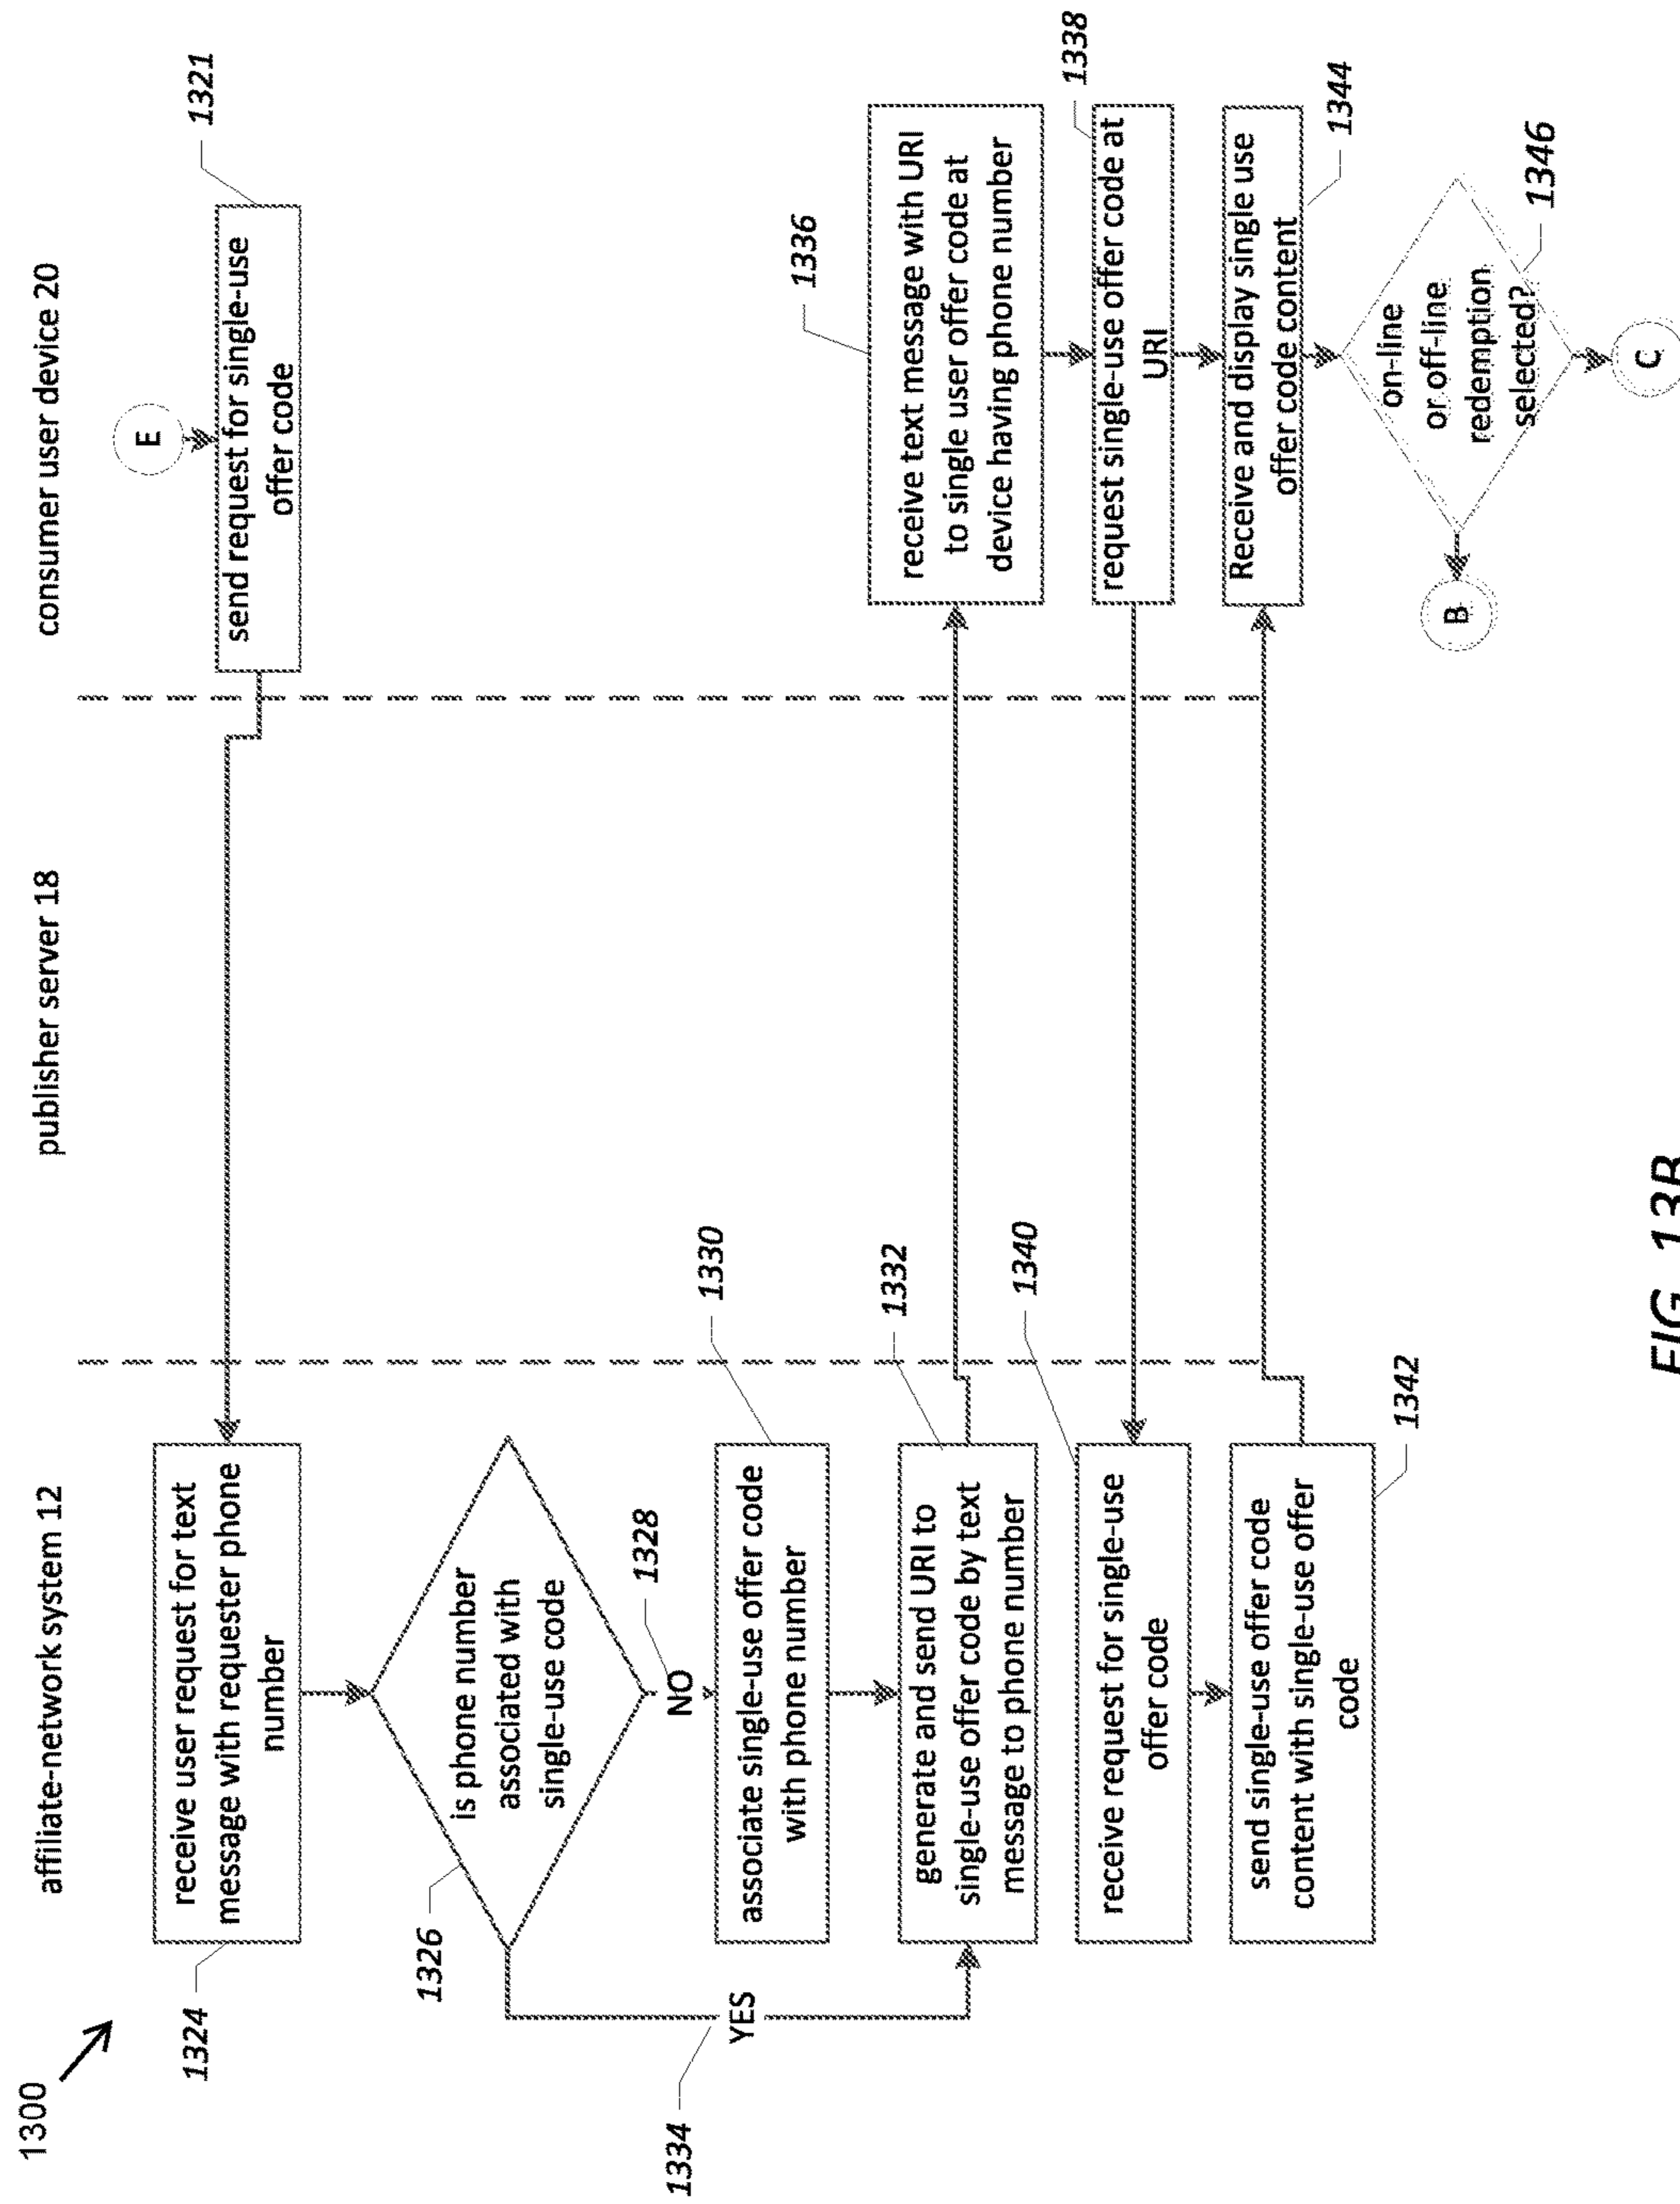 1300
affiliate-network system 12
publisher server 18
consumer user device 20
E
send request for single-use
offer code
1321
1324
receive user request for text
message with requester phone
number
1326
is phone number
associated with
single-use code
1328
NO
1330
associate single-use offer code
with phone number
1334
YES
1332
generate and send URI to
single-use offer code by text
message to phone number
1336
receive text message with URI
to single user offer code at
device having phone number
1338
request single-use offer code at
URI
1340
receive request for single-use
offer code
1342
send single-use offer code
content with single-use offer
code
1344
Receive and display single use
offer code content
1346
on-line
or off-line
redemption
selected?
B
C
FIG. 13B